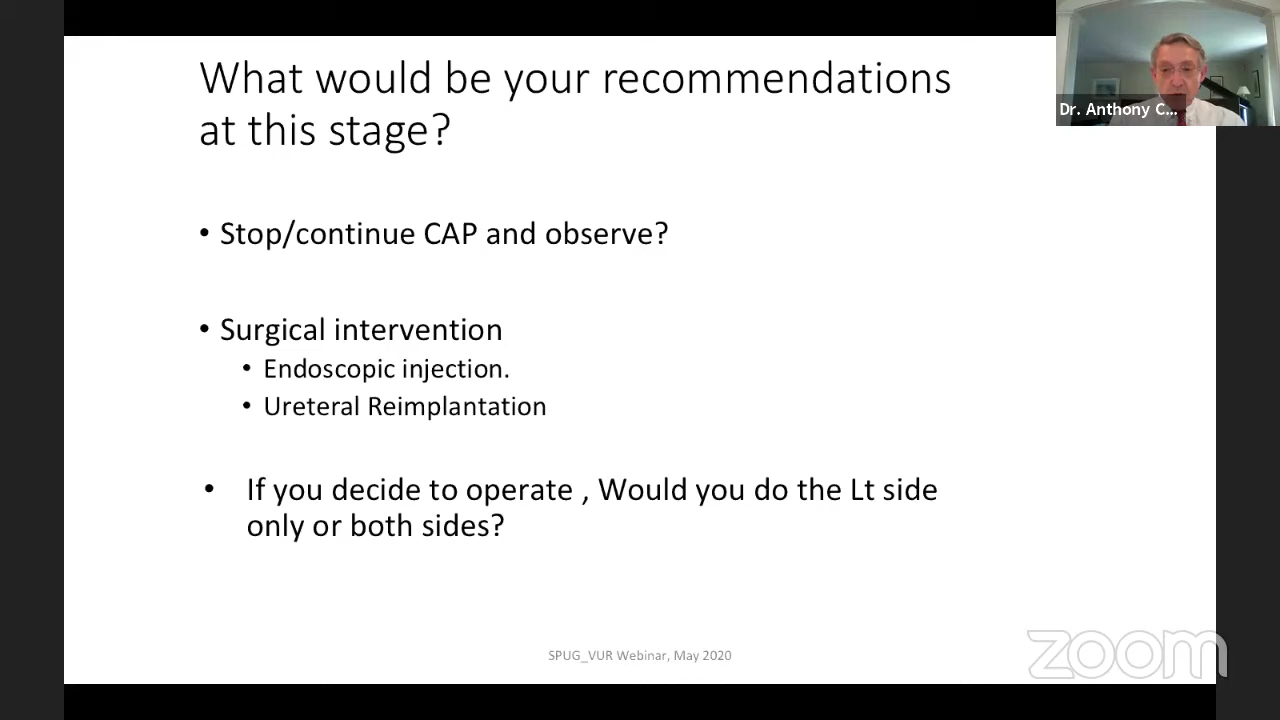 What would be your recommendations
at this stage?
Dr. Anthony C...
• Stop/continue CAP and observe?
• Surgical intervention
• Endoscopic injection.
• Ureteral Reimplantation
• If you decide to operate , Would you do the Lt side
only or both sides?
SPUG_VUR Webinar, May 2020
zoom